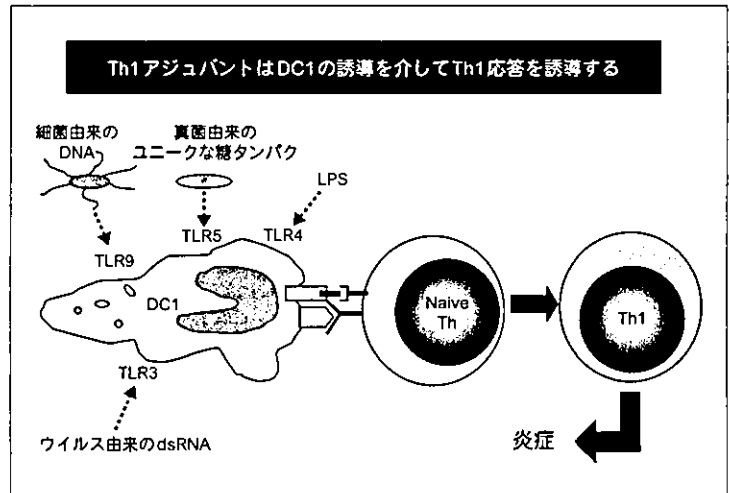 Th1アジュバントはDC1の誘導を介してTh1応答を誘導する
細菌由来の
DNA
真菌由来の
ユニークな糖タンパク
LPS
TLR9
TLR5
TLR4
DC1
Naive
Th
Th1
TLR3
ウイルス由来のdsRNA
炎症